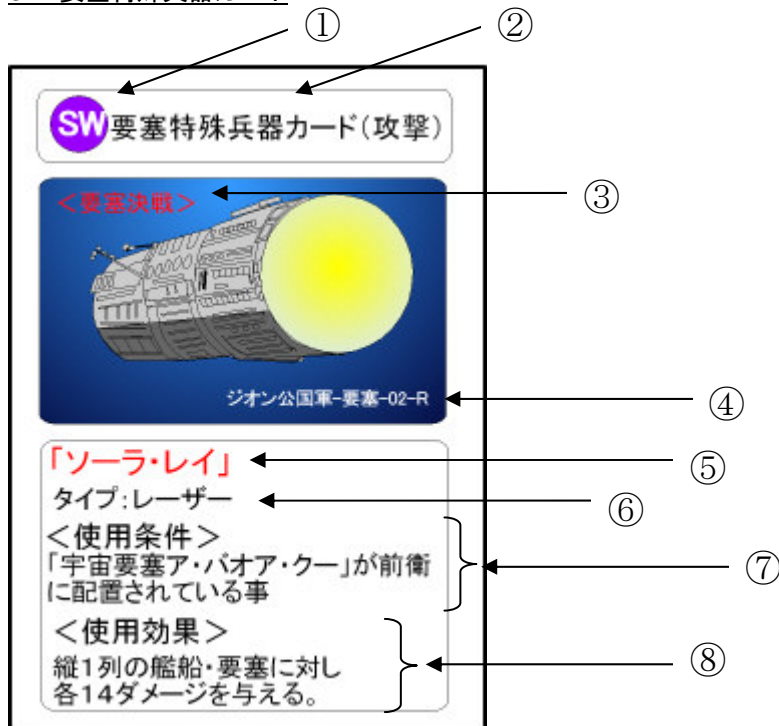 ① ②
SW 要塞特殊兵器カード(攻撃)
<要塞決戦>
③
ジオン公国軍-要塞-02-R
④
「ソーラ・レイ」
⑤
タイプ:レーザー
⑥
<使用条件>
「宇宙要塞ア・バオア・クー」が前衛
に配置されている事
⑦
<使用効果>
縦1列の艦船・要塞に対し
各14ダメージを与える。
⑧